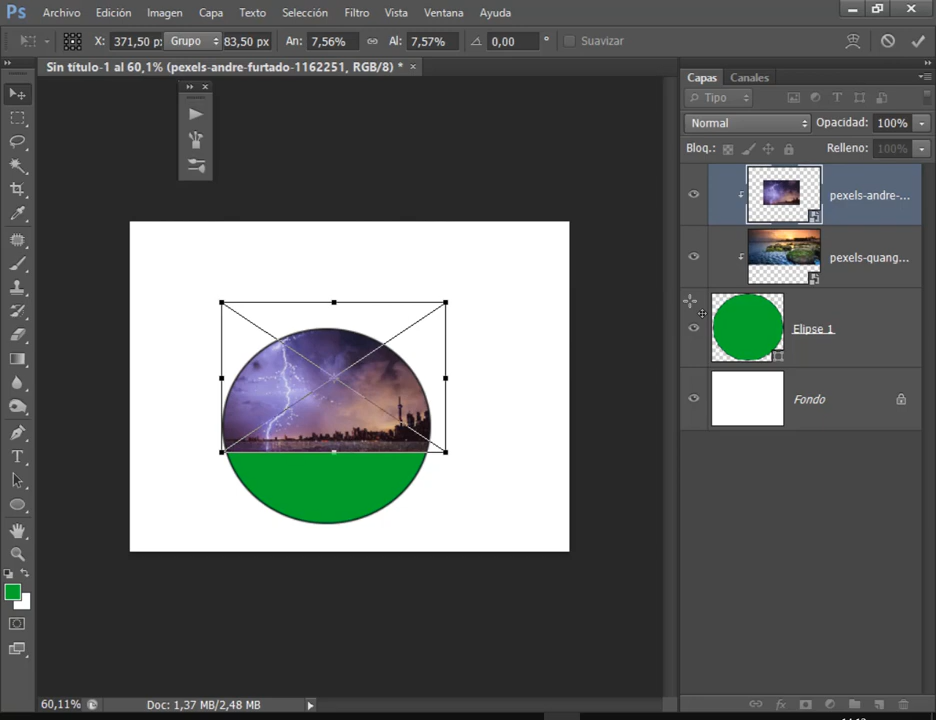 Ps Archivo Edición Imagen Capa Texto Selección Filtro Vista Ventana Ayuda
X: 371,50 p: Grupo 83,50 px An: 7,56% Al: 7,57% 0,00 ° Suavizar
Sin título-1 al 60,1% (pexels-andre-furtado-1162251, RGB/8) * ×
Capas Canales
Tipo
Normal Opacidad: 100%
Bloq.: Relleno: 100%
pexels-andre-...
pexels-quang...
Elipse 1
Fondo
60,11% Doc: 1,37 MB/2,48 MB